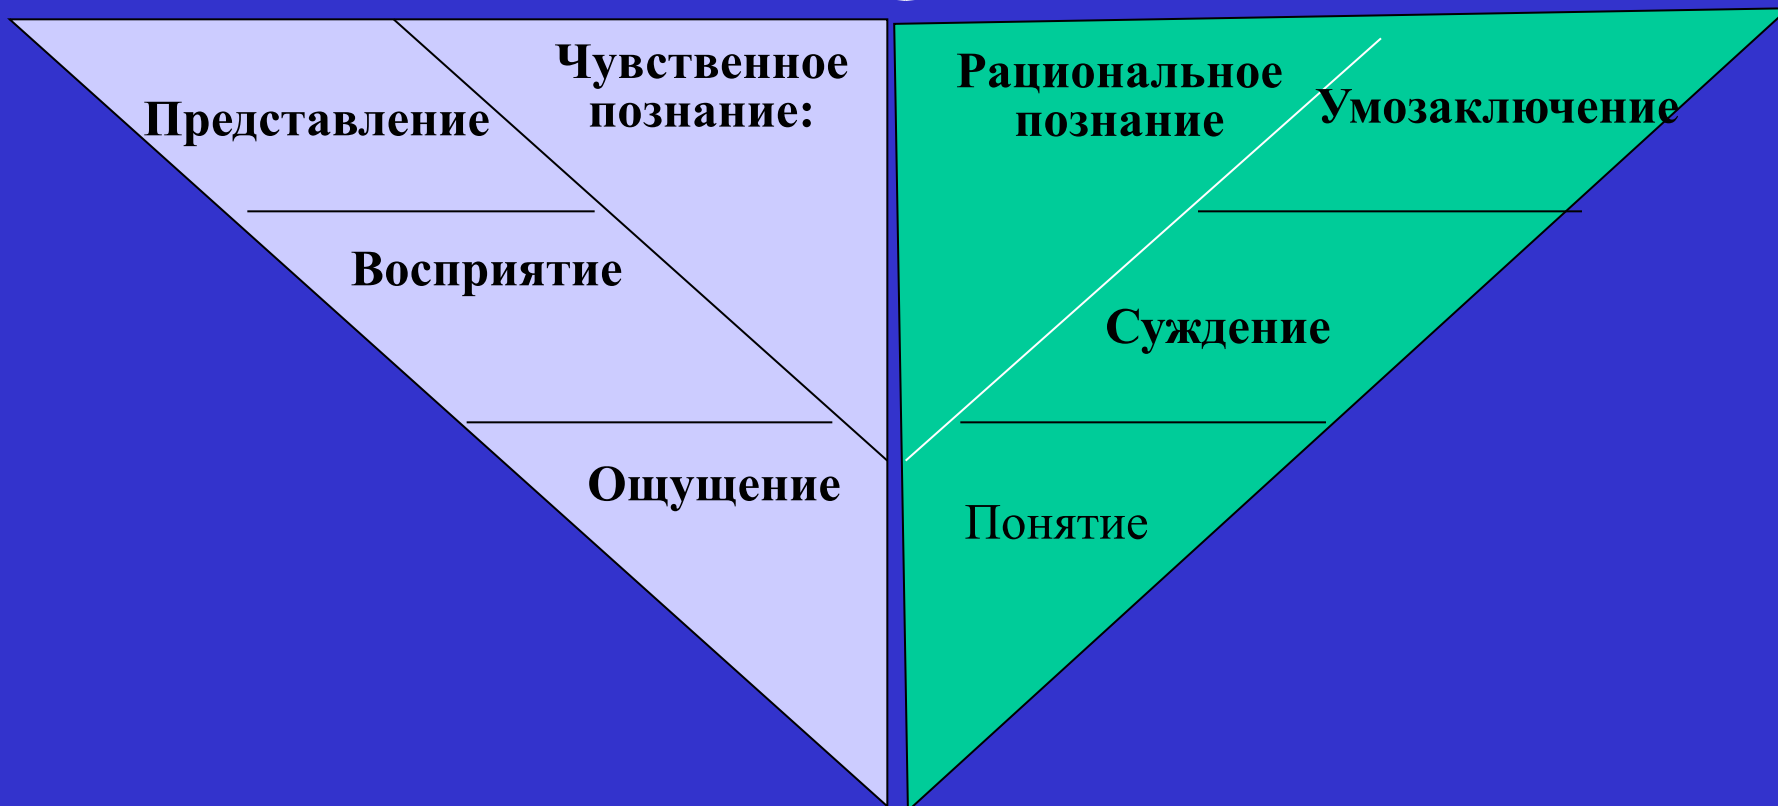 Чувственное
познание:
Представление
Восприятие
Ощущение
Рациональное
познание
Умозаключение
Суждение
Понятие